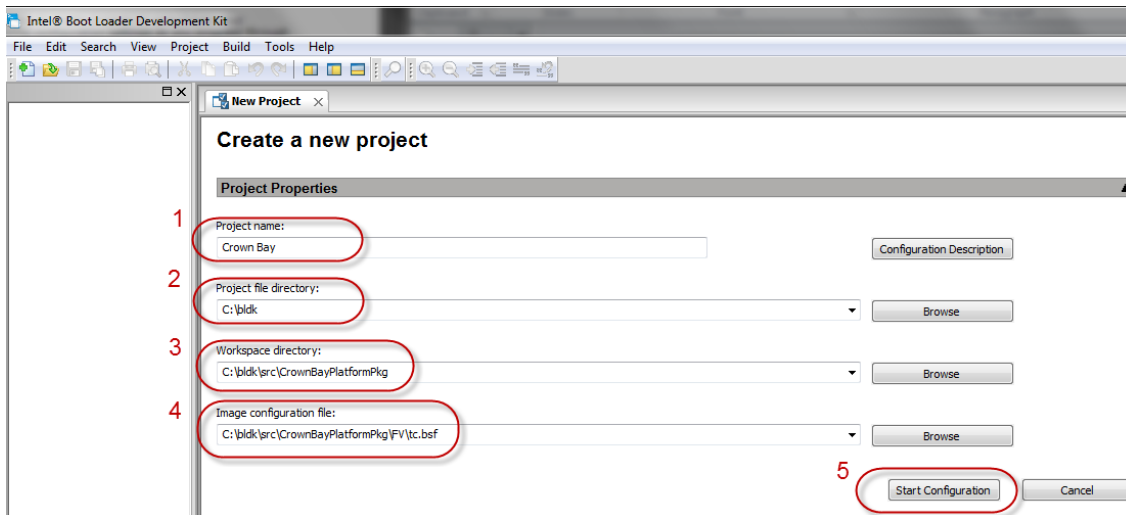 Intel® Boot Loader Development Kit
File Edit Search View Project Build Tools Help
New Project
Create a new project
Project Properties
1
Project name:
Crown Bay
Configuration Description
2
Project file directory:
C:\bldk
Browse
3
Workspace directory:
C:\bldk\src\CrownBayPlatformPkg
Browse
4
Image configuration file:
C:\bldk\src\CrownBayPlatformPkg\FV\tc.bsf
Browse
5
Start Configuration
Cancel